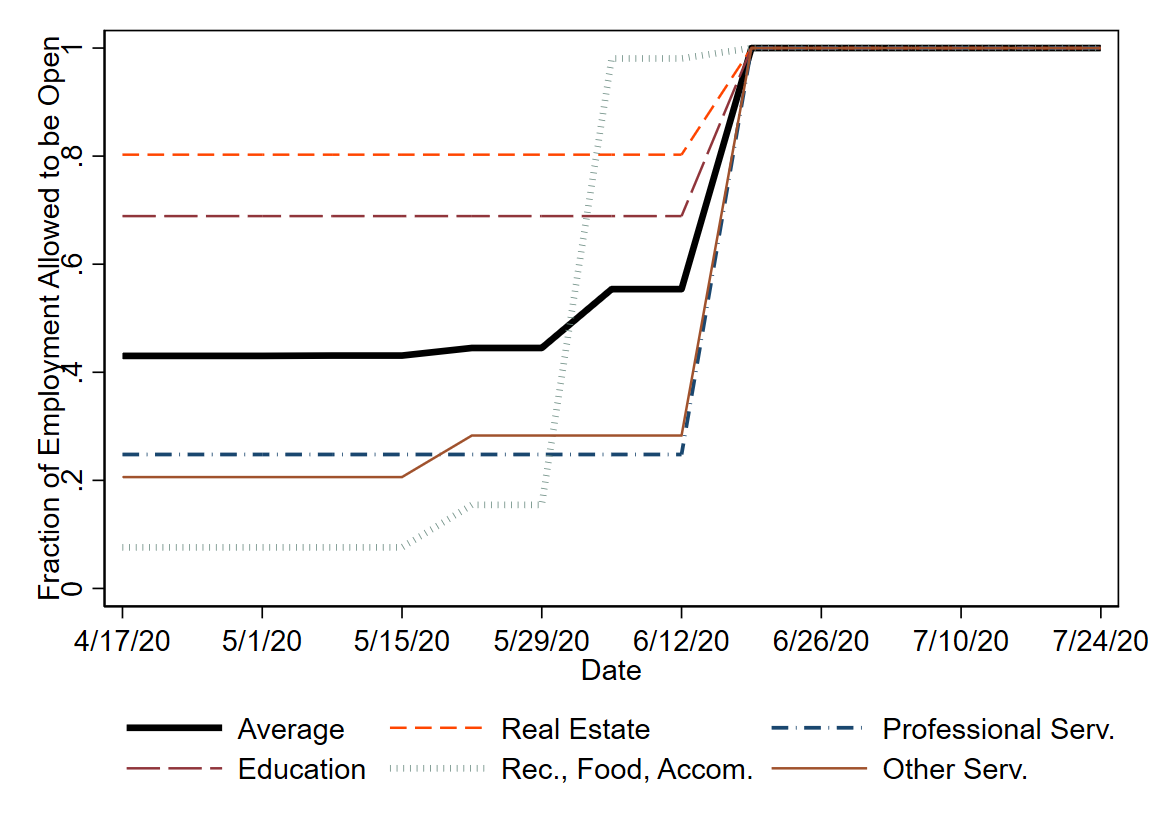 Fraction of Employment Allowed to be Open
1
.8
.6
.4
.2
0
4/17/20 5/1/20 5/15/20 5/29/20 6/12/20 6/26/20 7/10/20 7/24/20
Date
Average Real Estate Professional Serv.
Education Rec., Food, Accom. Other Serv.